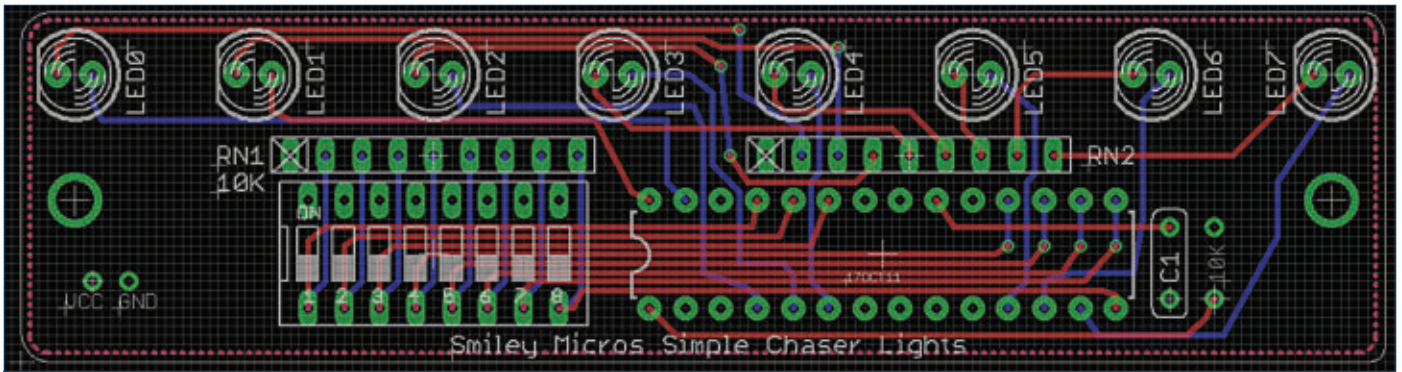 LED0
LED1
LED2
LED3
LED4
LED5
LED6
LED7
RN1
10K
RN2
ON
1 2 3 4 5 6 7 8
17OCT11
C1
10K
VCC GND
Smiley Micros Simple Chaser Lights